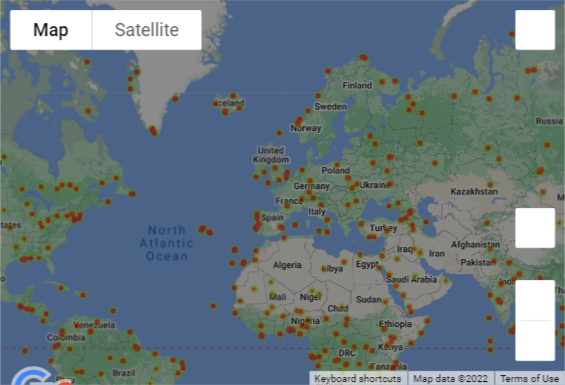 Map
Satellite
Iceland
Finland
Sweden
Norway
Russia
United
Kingdom
Poland
Germany
Ukraine
Kazakhstan
France
Italy
Spain
Turkey
North
Atlantic
Ocean
Iraq
Iran
Afghanistan
Pakistan
Algeria
Libya
Egypt
Saudi Arabia
Mali
Niger
Chad
Sudan
Nigeria
Ethiopia
Venezuela
Colombia
DRC
Kenya
Tanzania
Brazil
Keyboard shortcuts
Map data ©2022
Terms of Use